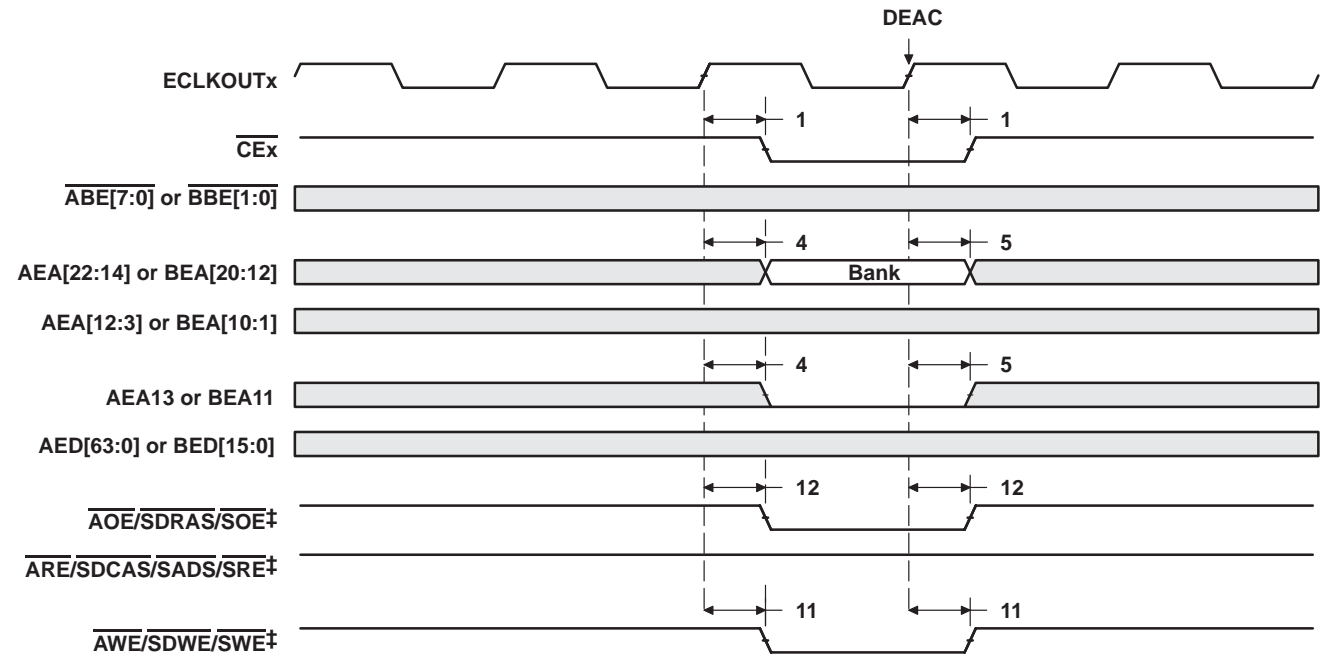 DEAC
ECLKOUTx
1 1
CEx
ABE[7:0] or BBE[1:0]
4 5
AEA[22:14] or BEA[20:12] Bank
AEA[12:3] or BEA[10:1]
4 5
AEA13 or BEA11
AED[63:0] or BED[15:0]
12 12
AOE/SDRAS/SOE‡
ARE/SDCAS/SADS/SRE‡
11 11
AWE/SDWE/SWE‡